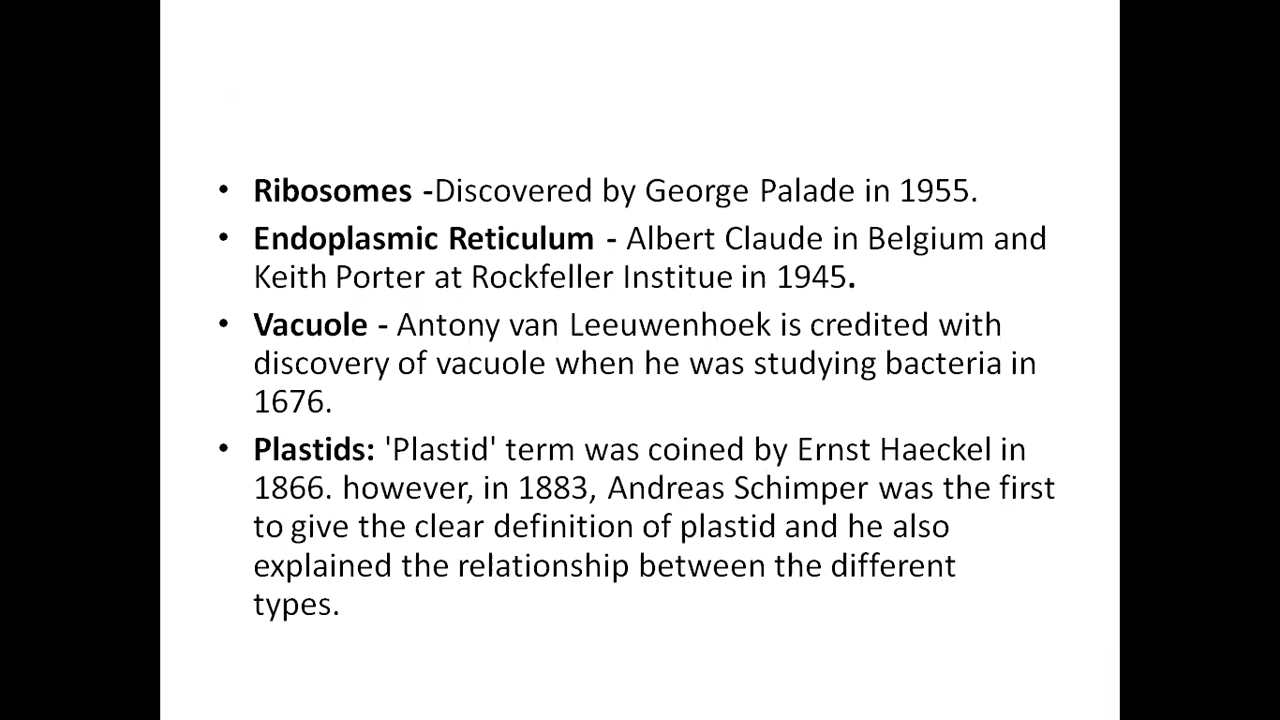 • Ribosomes -Discovered by George Palade in 1955.
• Endoplasmic Reticulum - Albert Claude in Belgium and
Keith Porter at Rockfeller Institue in 1945.
• Vacuole - Antony van Leeuwenhoek is credited with
discovery of vacuole when he was studying bacteria in
1676.
• Plastids: 'Plastid' term was coined by Ernst Haeckel in
1866. however, in 1883, Andreas Schimper was the first
to give the clear definition of plastid and he also
explained the relationship between the different
types.